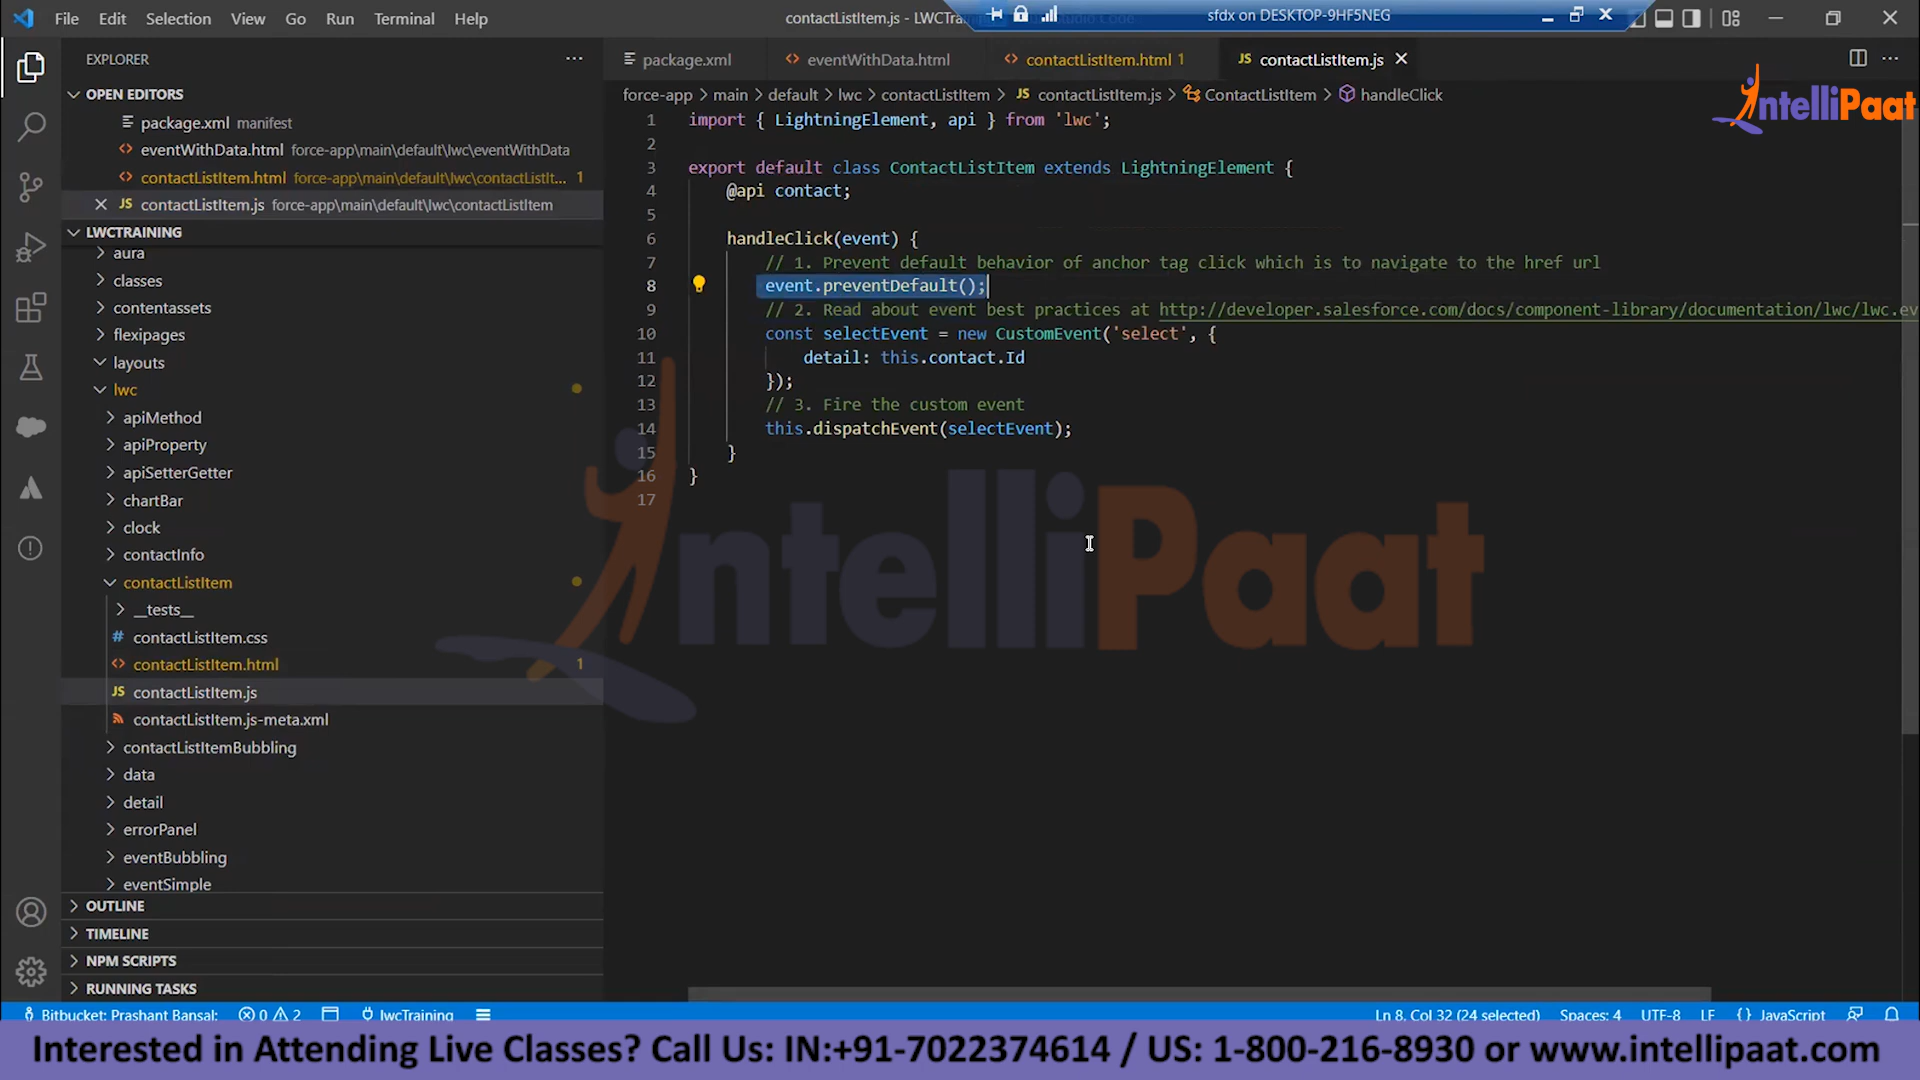 File Edit Selection View Go Run Terminal Help
contactListItem.js - LWCTrain
sfdx on DESKTOP-9HF5NEG
EXPLORER
OPEN EDITORS
package.xml manifest
eventWithData.html force-app\main\default\lwc\eventWithData
contactListItem.html force-app\main\default\lwc\contactListIt... 1
contactListItem.js force-app\main\default\lwc\contactListItem
LWCTRAINING
aura
classes
contentassets
flexipages
layouts
lwc
apiMethod
apiProperty
apiSetterGetter
chartBar
clock
contactInfo
contactListItem
__tests__
contactListItem.css
contactListItem.html 1
contactListItem.js
contactListItem.js-meta.xml
contactListItemBubbling
data
detail
errorPanel
eventBubbling
eventSimple
OUTLINE
TIMELINE
NPM SCRIPTS
RUNNING TASKS
package.xml eventWithData.html contactListItem.html 1 contactListItem.js
force-app > main > default > lwc > contactListItem > contactListItem.js > ContactListItem > handleClick
1 import { LightningElement, api } from 'lwc';
2
3 export default class ContactListItem extends LightningElement {
4 @api contact;
5
6 handleClick(event) {
7 // 1. Prevent default behavior of anchor tag click which is to navigate to the href url
8 event.preventDefault();
9 // 2. Read about event best practices at http://developer.salesforce.com/docs/component-library/documentation/lwc/lwc.ev
10 const selectEvent = new CustomEvent('select', {
11 detail: this.contact.Id
12 });
13 // 3. Fire the custom event
14 this.dispatchEvent(selectEvent);
15 }
16 }
17
IntelliPaat
IntelliPaat
Bitbucket: Prashant Bansal: 0 2 lwcTraining Ln 8, Col 32 (24 selected) Spaces: 4 UTF-8 LF {} JavaScript
Interested in Attending Live Classes? Call Us: IN:+91-7022374614 / US: 1-800-216-8930 or www.intellipaat.com